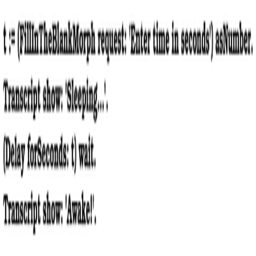 t := (FillInTheBlankMorph request: 'Enter time in seconds') asNumber.
Transcript show: 'Sleeping...'.
(Delay forSeconds: t) wait.
Transcript show: 'Awake!'.